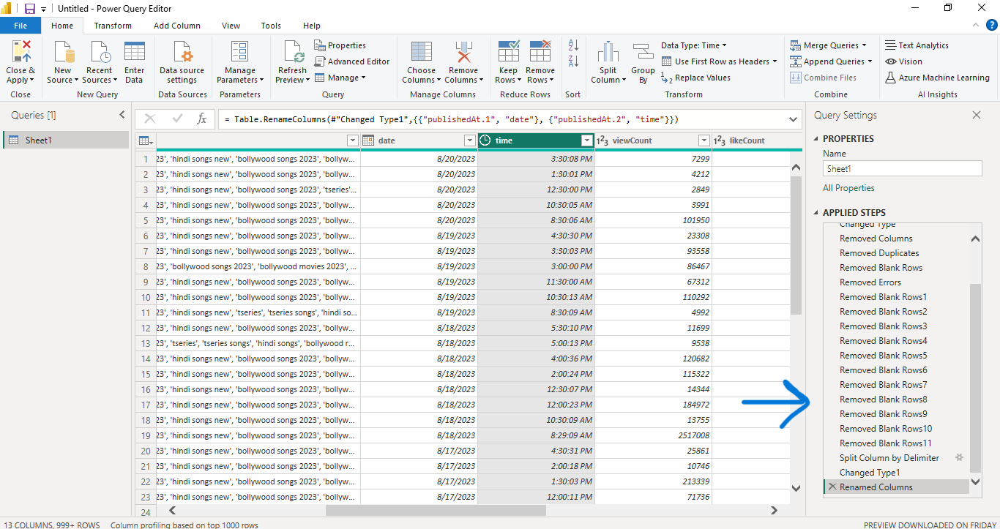 Untitled - Power Query Editor
File Home Transform Add Column View Tools Help
Close & Apply
New Source
Recent Sources
Enter Data
Data source settings
Manage Parameters
Refresh Preview
Properties
Advanced Editor
Manage
Choose Columns
Remove Columns
Keep Rows
Remove Rows
Split Column
Group By
Data Type: Time
Use First Row as Headers
Replace Values
Merge Queries
Append Queries
Combine Files
Text Analytics
Vision
Azure Machine Learning
Close New Query Data Sources Parameters Query Manage Columns Reduce Rows Sort Transform Combine AI Insights
Queries [1]
Sheet1
= Table.RenameColumns(#"Changed Type1",{{"publishedAt.1", "date"}, {"publishedAt.2", "time"}})
date time viewCount likeCount
1 23', 'hindi songs new', 'bollywood songs 2023', 'bollyw... 8/20/2023 3:30:08 PM 7299
2 23', 'hindi songs new', 'bollywood songs 2023', 'bollyw... 8/20/2023 1:30:01 PM 4212
3 23', 'hindi songs new', 'bollywood songs 2023', 'tseries'... 8/20/2023 12:30:00 PM 2849
4 23', 'hindi songs new', 'bollywood songs 2023', 'bollyw... 8/20/2023 10:30:05 AM 3991
5 23', 'hindi songs new', 'bollywood songs 2023', 'bollyw... 8/20/2023 8:30:06 AM 101950
6 23', 'hindi songs new', 'bollywood songs 2023', 'bollyw... 8/19/2023 4:30:30 PM 23308
7 23', 'hindi songs new', 'bollywood songs 2023', 'bollyw... 8/19/2023 3:30:03 PM 93558
8 23', 'bollywood songs 2023', 'bollywood movies 2023', ... 8/19/2023 3:00:00 PM 86467
9 23', 'hindi songs new', 'bollywood songs 2023', 'bollyw... 8/19/2023 11:30:00 AM 67312
10 23', 'hindi songs new', 'bollywood songs 2023', 'bollyw... 8/19/2023 10:30:13 AM 110292
11 23', 'hindi songs new', 'tseries', 'tseries songs', 'hindi so... 8/19/2023 8:30:09 AM 4992
12 23', 'hindi songs new', 'bollywood songs 2023', 'bollyw... 8/18/2023 5:30:10 PM 11699
13 23', 'tseries', 'tseries songs', 'hindi songs', 'bollywood r... 8/18/2023 5:00:13 PM 9538
14 23', 'hindi songs new', 'bollywood songs 2023', 'bollyw... 8/18/2023 4:00:36 PM 120682
15 23', 'hindi songs new', 'bollywood songs 2023', 'bollyw... 8/18/2023 2:00:24 PM 115322
16 23', 'hindi songs new', 'bollywood songs 2023', 'bollyw... 8/18/2023 12:30:07 PM 14344
17 23', 'hindi songs new', 'bollywood songs 2023', 'bollyw... 8/18/2023 12:00:23 PM 184972
18 23', 'hindi songs new', 'bollywood songs 2023', 'bollyw... 8/18/2023 10:30:09 AM 13755
19 23', 'hindi songs new', 'bollywood songs 2023', 'bollyw... 8/18/2023 8:29:09 AM 2517008
20 23', 'hindi songs new', 'bollywood songs 2023', 'bollyw... 8/17/2023 4:30:31 PM 25861
21 23', 'hindi songs new', 'bollywood songs 2023', 'bollyw... 8/17/2023 2:00:18 PM 10746
22 23', 'hindi songs new', 'bollywood songs 2023', 'bollyw... 8/17/2023 1:30:03 PM 213339
23 23', 'hindi songs new', 'bollywood songs 2023', 'bollyw... 8/17/2023 12:00:11 PM 71736
24
Query Settings
PROPERTIES
Name
Sheet1
All Properties
APPLIED STEPS
Changed Type
Removed Columns
Removed Duplicates
Removed Blank Rows
Removed Errors
Removed Blank Rows1
Removed Blank Rows2
Removed Blank Rows3
Removed Blank Rows4
Removed Blank Rows5
Removed Blank Rows6
Removed Blank Rows7
Removed Blank Rows8
Removed Blank Rows9
Removed Blank Rows10
Removed Blank Rows11
Split Column by Delimiter
Changed Type1
Renamed Columns
13 COLUMNS, 999+ ROWS Column profiling based on top 1000 rows PREVIEW DOWNLOADED ON FRIDAY